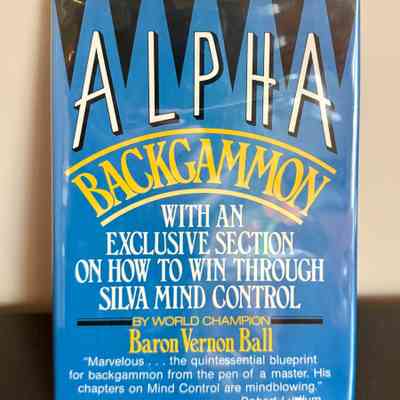 ALPHA
BACKGAMMON
WITH AN
EXCLUSIVE SECTION
ON HOW TO WIN THROUGH
SILVA MIND CONTROL
BY WORLD CHAMPION
Baron Vernon Ball
"Marvelous . . . the quintessential blueprint
for backgammon from the pen of a master. His
chapters on Mind Control are mindblowing."
Robert Ludlum